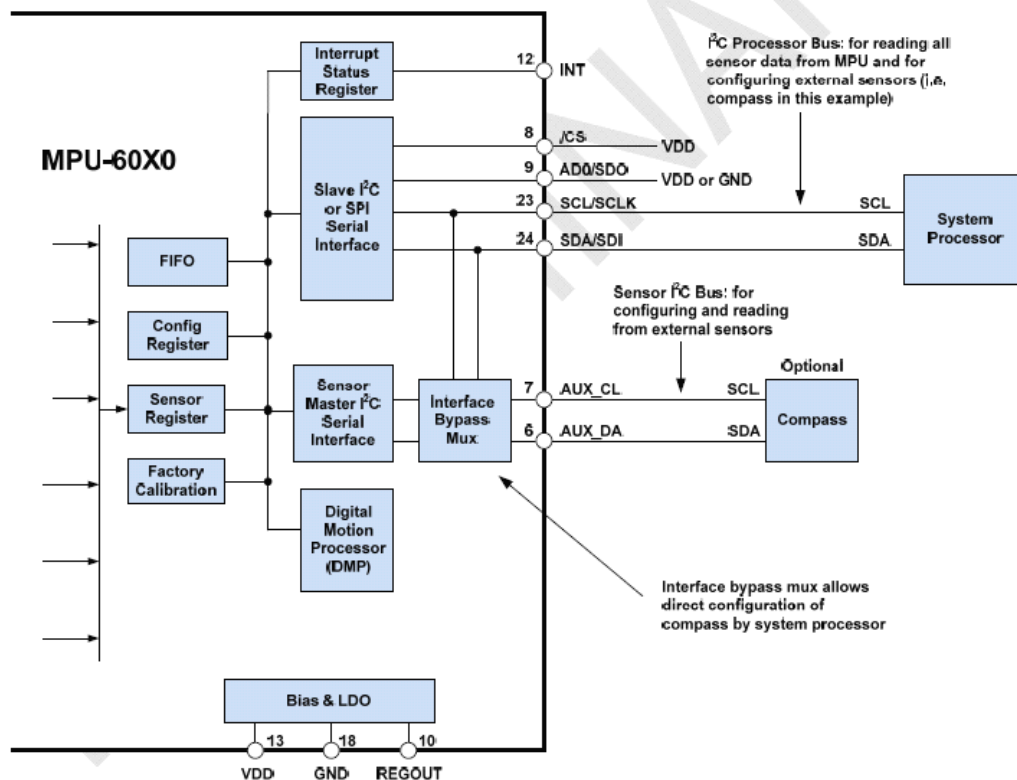 Interrupt
Status
Register
12
INT
I²C Processor Bus: for reading all
sensor data from MPU and for
configuring external sensors (i.e.
compass in this example)
MPU-60X0
Slave I²C
or SPI
Serial
Interface
8
/CS
VDD
9
AD0/SDO
VDD or GND
23
SCL/SCLK
SCL
24
SDA/SDI
SDA
System
Processor
FIFO
Config
Register
Sensor
Register
Factory
Calibration
Sensor I²C Bus: for
configuring and reading
from external sensors
Sensor
Master I²C
Serial
Interface
Interface
Bypass
Mux
7
AUX_CL
SCL
6
AUX_DA
SDA
Optional
Compass
Digital
Motion
Processor
(DMP)
Interface bypass mux allows
direct configuration of
compass by system processor
Bias & LDO
13
18
10
VDD
GND
REGOUT